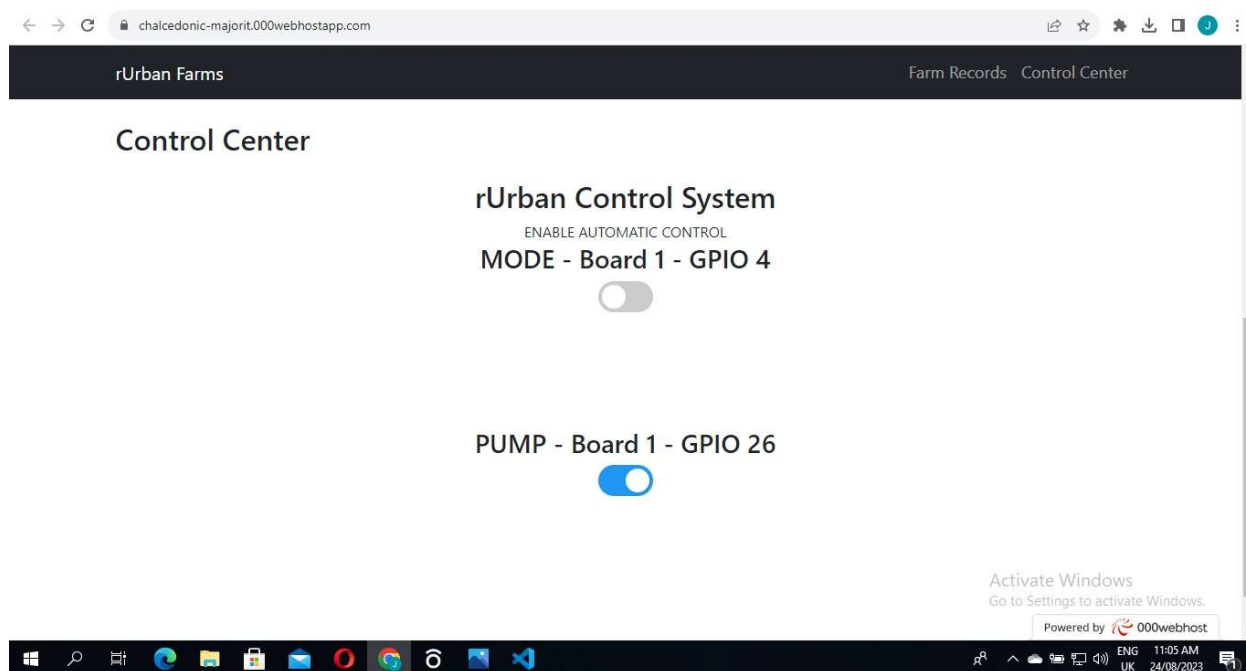 chalcedonic-majorit.000webhostapp.com
J
rUrban Farms
Farm Records Control Center
Control Center
rUrban Control System
ENABLE AUTOMATIC CONTROL
MODE - Board 1 - GPIO 4
PUMP - Board 1 - GPIO 26
Activate Windows
Go to Settings to activate Windows.
Powered by 000webhost
ENG 11:05 AM
UK 24/08/2023